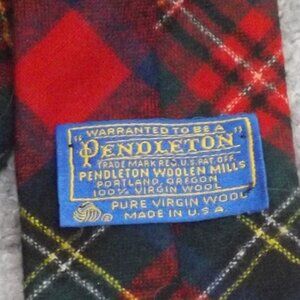 WARRANTED TO BE A
"PENDLETON"
TRADE MARK REG. U.S. PAT. OFF.
PENDLETON WOOLEN MILLS
PORTLAND, OREGON
100% VIRGIN WOOL
PURE VIRGIN WOOL
MADE IN U.S.A.